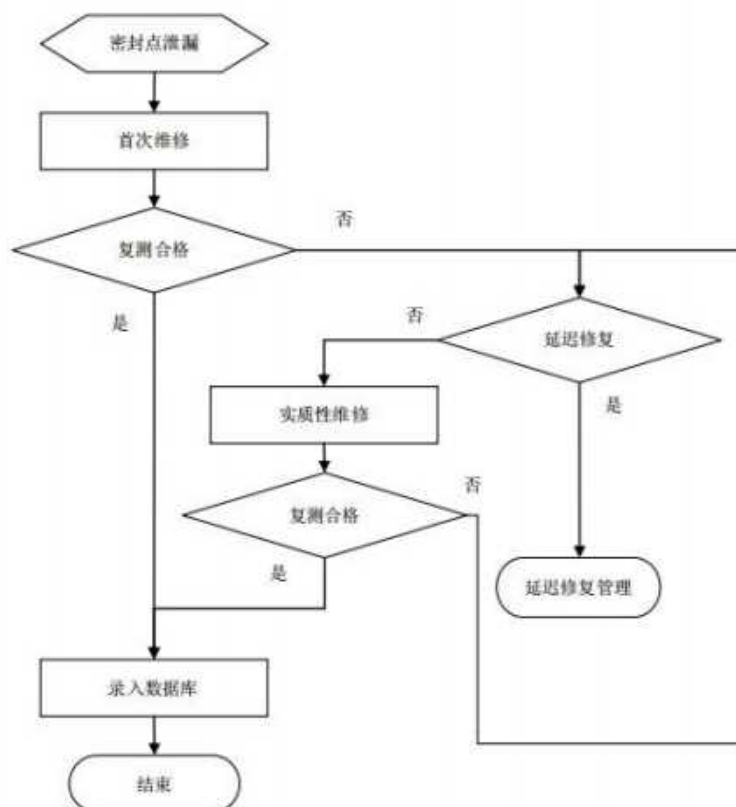 密封点泄漏
首次维修
否
复测合格
是
否
延迟修复
是
实质性维修
否
复测合格
是
延迟修复管理
录入数据库
结束